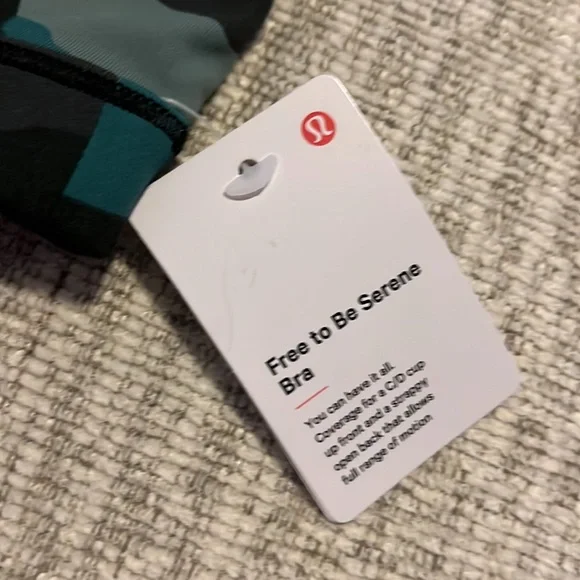 Free to Be Serene
Bra
You can have it all.
Coverage for a C/D cup
up front and a strappy
open back that allows
full range of motion